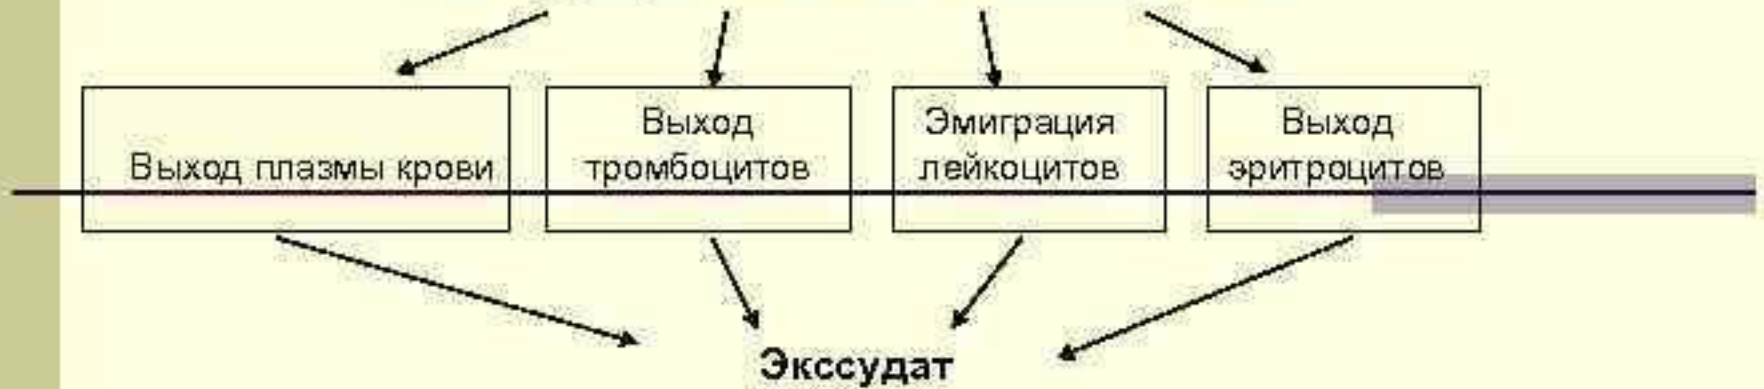 Выход плазмы крови
Выход
тромбоцитов
Эмиграция
лейкоцитов
Выход
эритроцитов
Экссудат